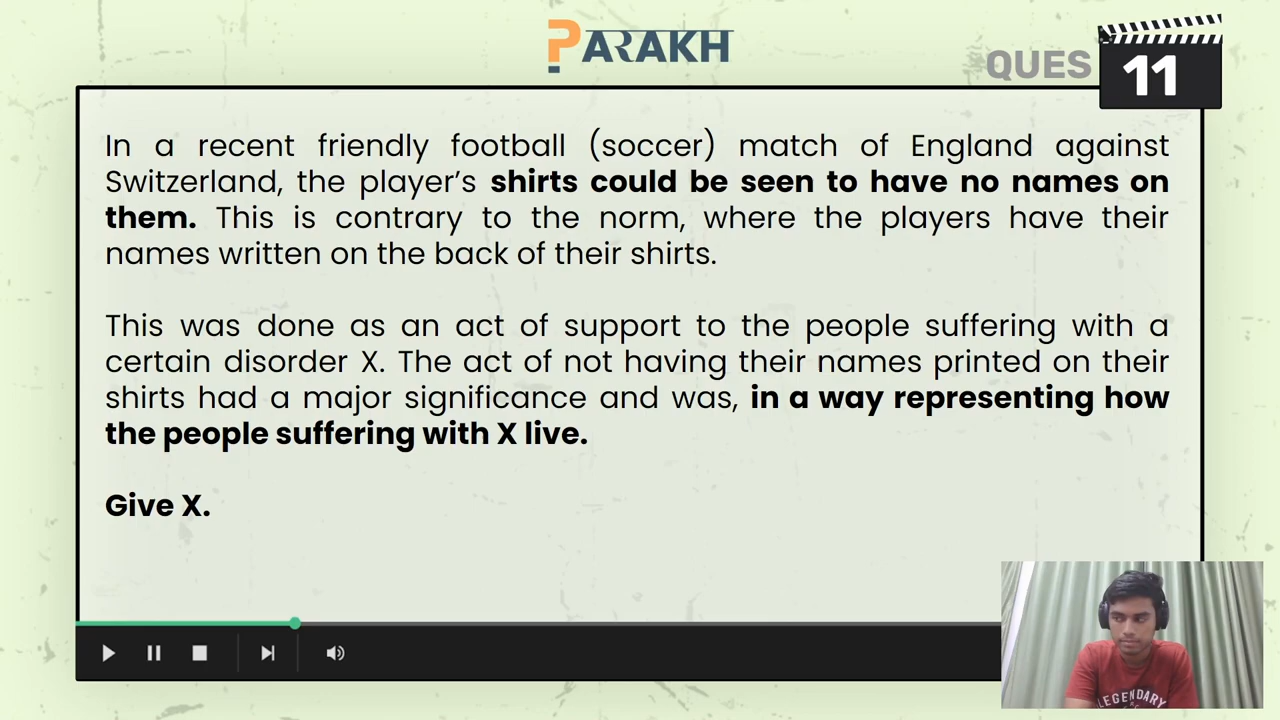 PARAKH
QUES 11
In a recent friendly football (soccer) match of England against
Switzerland, the player’s shirts could be seen to have no names on
them. This is contrary to the norm, where the players have their
names written on the back of their shirts.
This was done as an act of support to the people suffering with a
certain disorder X. The act of not having their names printed on their
shirts had a major significance and was, in a way representing how
the people suffering with X live.
Give X.
LEGENDARY